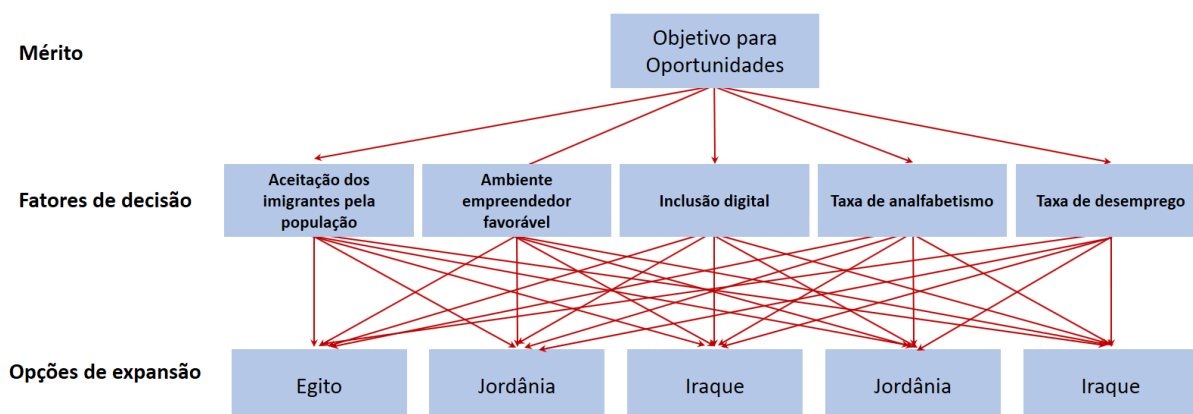 Mérito
Objetivo para
Oportunidades
Fatores de decisão
Aceitação dos
imigrantes pela
população
Ambiente
empreendedor
favorável
Inclusão digital
Taxa de analfabetismo
Taxa de desemprego
Opções de expansão
Egito
Jordânia
Iraque
Jordânia
Iraque